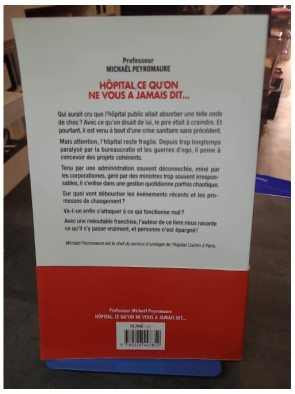 Professeur
MICHAËL PEYROMAURE
HÔPITAL, CE QU'ON
NE VOUS A JAMAIS DIT...
Qui aurait cru que l'hôpital public allait absorber une telle onde
de choc ? Avec ce qu'on disait de lui, le pire était à craindre. Et
pourtant, il est venu à bout d'une crise sanitaire sans précédent.
Mais attention, l'hôpital reste fragile. Depuis trop longtemps
paralysé par la bureaucratie et les guerres d'ego, il peine à
concevoir des projets cohérents.
Tenu par une administration souvent déconnectée, miné par
les corporatismes, géré par des ministres trop souvent irrespon-
sables, il s'enlise dans une gestion quotidienne parfois chaotique.
Sur quoi vont déboucher les événements récents et les pro-
messes de changement ?
Va-t-on enfin s'attaquer à ce qui fonctionne mal ?
Avec une redoutable franchise, l'auteur de ce livre nous raconte
ce qu'il s'y passe vraiment, et personne n'est épargné !
Michaël Peyromaure est le chef du service d'urologie de l'hôpital Cochin à Paris.
Professeur Michaël Peyromaure
HÔPITAL, CE QU'ON NE VOUS A JAMAIS DIT...